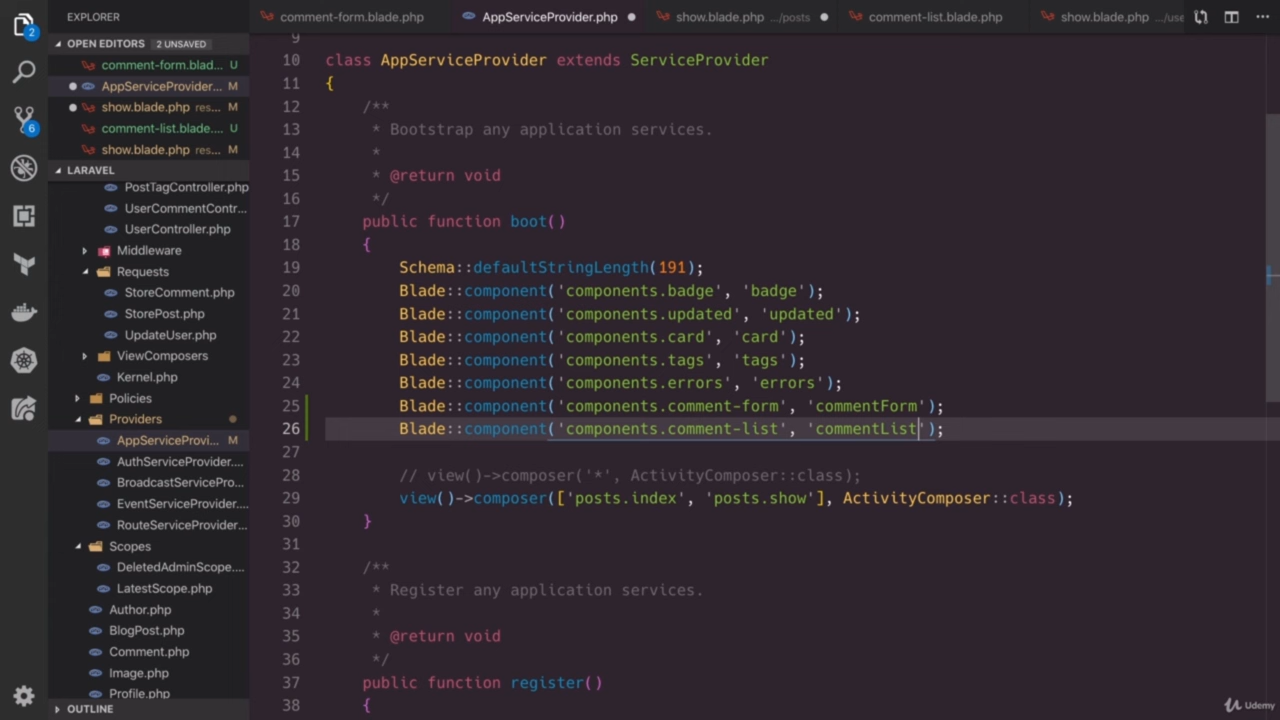 EXPLORER
comment-form.blade.php
AppServiceProvider.php
show.blade.php .../posts
comment-list.blade.php
show.blade.php .../use
2
OPEN EDITORS 2 UNSAVED
comment-form.blad... U
AppServiceProvider... M
show.blade.php res... M
comment-list.blade.... U
show.blade.php res... M
6
LARAVEL
PostTagController.php
UserCommentContr...
UserController.php
Middleware
Requests
StoreComment.php
StorePost.php
UpdateUser.php
ViewComposers
Kernel.php
Policies
Providers
AppServiceProvi... M
AuthServiceProvider....
BroadcastServicePro...
EventServiceProvider....
RouteServiceProvider...
Scopes
DeletedAdminScope....
LatestScope.php
Author.php
BlogPost.php
Comment.php
Image.php
Profile.php
OUTLINE
9
10 class AppServiceProvider extends ServiceProvider
11 {
12 /**
13 * Bootstrap any application services.
14 *
15 * @return void
16 */
17 public function boot()
18 {
19 Schema::defaultStringLength(191);
20 Blade::component('components.badge', 'badge');
21 Blade::component('components.updated', 'updated');
22 Blade::component('components.card', 'card');
23 Blade::component('components.tags', 'tags');
24 Blade::component('components.errors', 'errors');
25 Blade::component('components.comment-form', 'commentForm');
26 Blade::component('components.comment-list', 'commentList');
27
28 // view()->composer('*', ActivityComposer::class);
29 view()->composer(['posts.index', 'posts.show'], ActivityComposer::class);
30 }
31
32 /**
33 * Register any application services.
34 *
35 * @return void
36 */
37 public function register()
38 {
Udemy